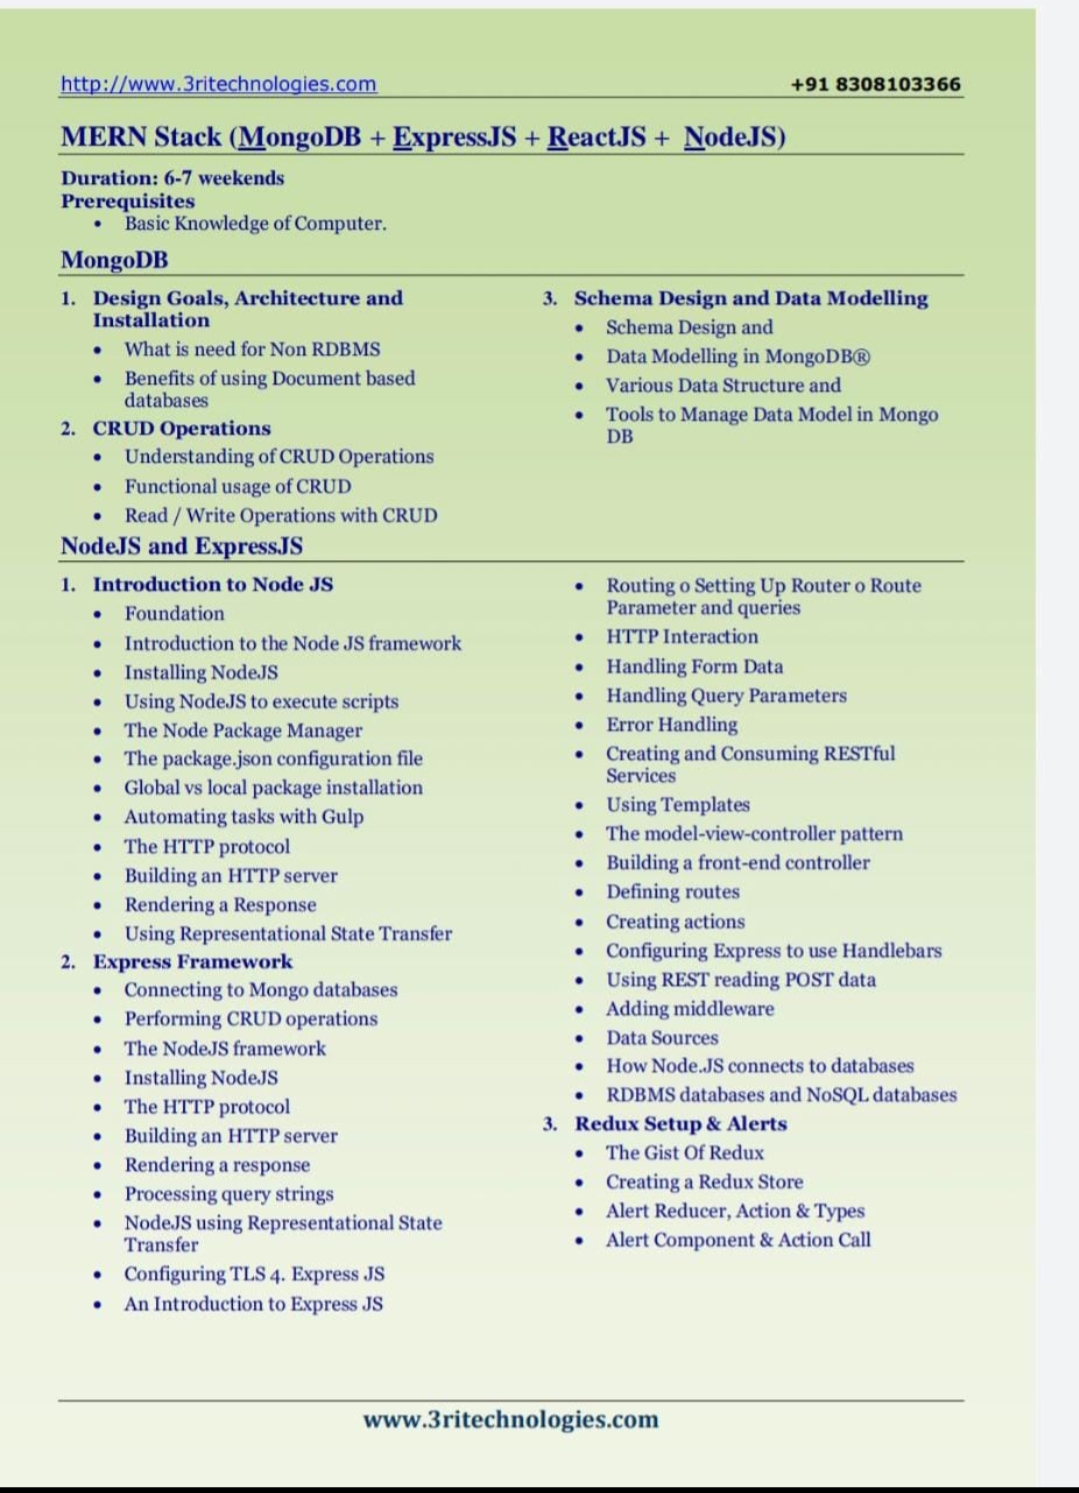 http://www.3ritechnologies.com +91 8308103366
MERN Stack (MongoDB + ExpressJS + ReactJS + NodeJS)
Duration: 6-7 weekends
Prerequisites
• Basic Knowledge of Computer.
MongoDB
1. Design Goals, Architecture and
Installation
• What is need for Non RDBMS
• Benefits of using Document based
databases
2. CRUD Operations
• Understanding of CRUD Operations
• Functional usage of CRUD
• Read / Write Operations with CRUD
3. Schema Design and Data Modelling
• Schema Design and
• Data Modelling in MongoDB®
• Various Data Structure and
• Tools to Manage Data Model in Mongo
DB
NodeJS and ExpressJS
1. Introduction to Node JS
• Foundation
• Introduction to the Node JS framework
• Installing NodeJS
• Using NodeJS to execute scripts
• The Node Package Manager
• The package.json configuration file
• Global vs local package installation
• Automating tasks with Gulp
• The HTTP protocol
• Building an HTTP server
• Rendering a Response
• Using Representational State Transfer
2. Express Framework
• Connecting to Mongo databases
• Performing CRUD operations
• The NodeJS framework
• Installing NodeJS
• The HTTP protocol
• Building an HTTP server
• Rendering a response
• Processing query strings
• NodeJS using Representational State
Transfer
• Configuring TLS 4. Express JS
• An Introduction to Express JS
• Routing o Setting Up Router o Route
Parameter and queries
• HTTP Interaction
• Handling Form Data
• Handling Query Parameters
• Error Handling
• Creating and Consuming RESTful
Services
• Using Templates
• The model-view-controller pattern
• Building a front-end controller
• Defining routes
• Creating actions
• Configuring Express to use Handlebars
• Using REST reading POST data
• Adding middleware
• Data Sources
• How Node.JS connects to databases
• RDBMS databases and NoSQL databases
3. Redux Setup & Alerts
• The Gist Of Redux
• Creating a Redux Store
• Alert Reducer, Action & Types
• Alert Component & Action Call
www.3ritechnologies.com